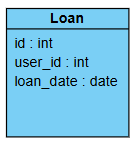 Loan
id : int
user_id : int
loan_date : date